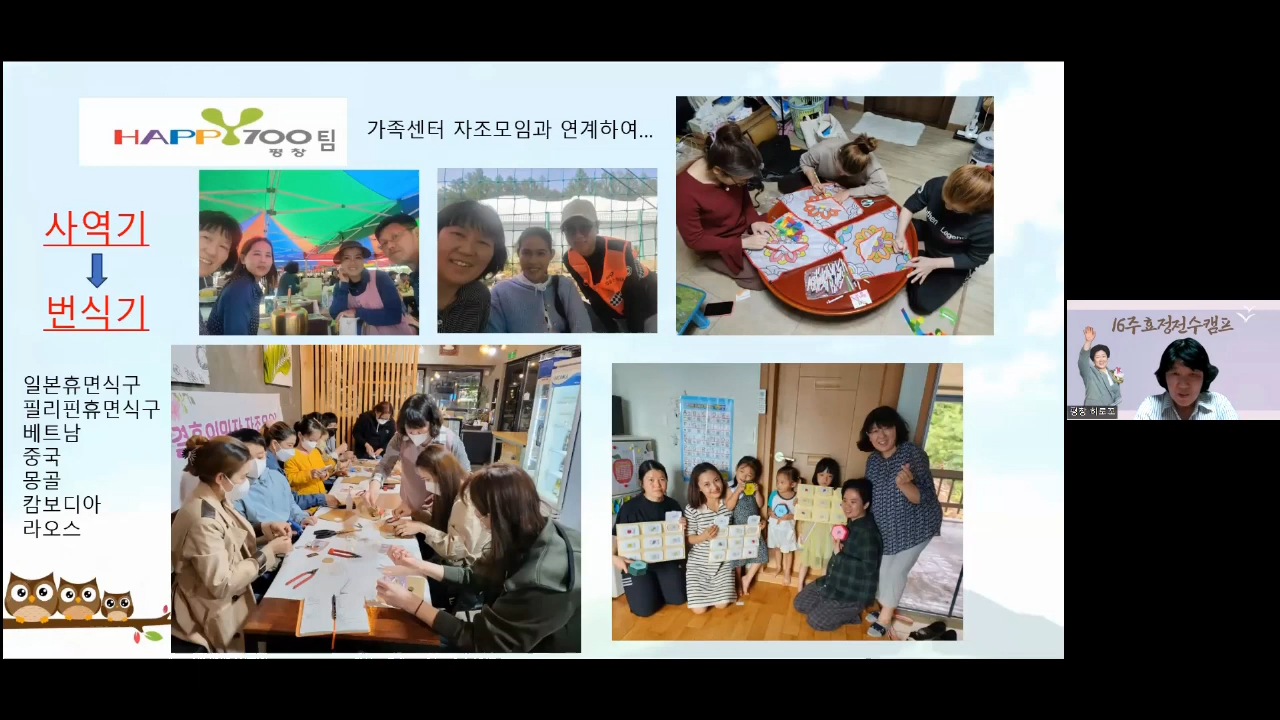 HAPPY700팀
평창
가족센터 자조모임과 연계하여...
사역기
번식기
일본휴면식구
필리핀휴면식구
베트남
중국
몽골
캄보디아
라오스
16주효정전수캠프